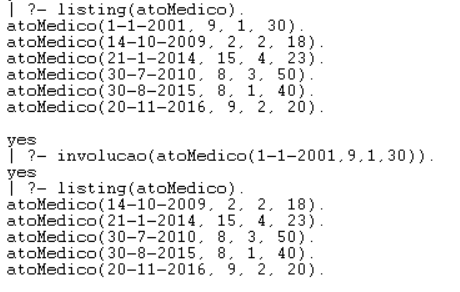 | ?- listing(atoMedico).
atoMedico(1-1-2001, 9, 1, 30).
atoMedico(14-10-2009, 2, 2, 18).
atoMedico(21-1-2014, 15, 4, 23).
atoMedico(30-7-2010, 8, 3, 50).
atoMedico(30-8-2015, 8, 1, 40).
atoMedico(20-11-2016, 9, 2, 20).
yes
| ?- involucao(atoMedico(1-1-2001,9,1,30)).
yes
| ?- listing(atoMedico).
atoMedico(14-10-2009, 2, 2, 18).
atoMedico(21-1-2014, 15, 4, 23).
atoMedico(30-7-2010, 8, 3, 50).
atoMedico(30-8-2015, 8, 1, 40).
atoMedico(20-11-2016, 9, 2, 20).